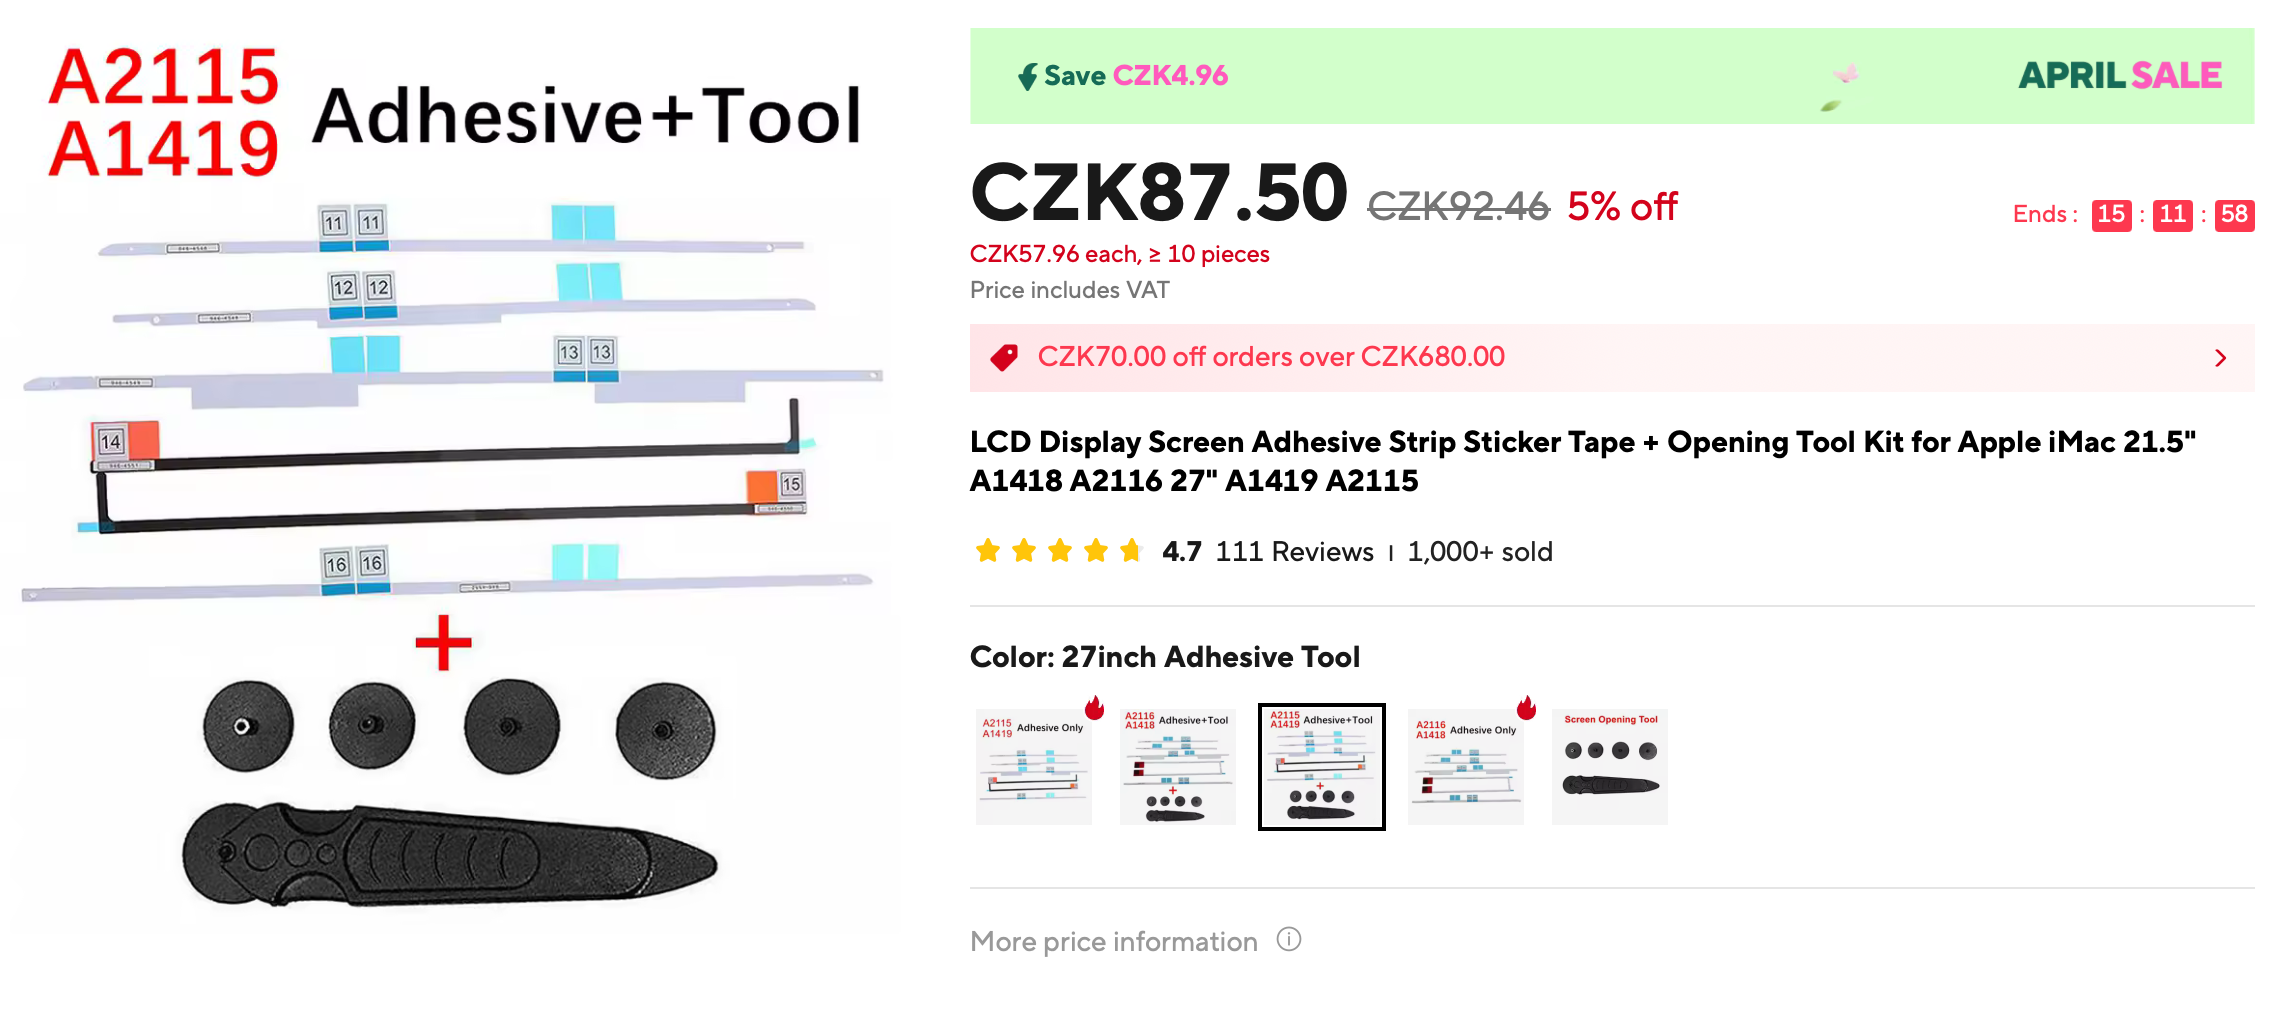 A2115
A1419
Adhesive+Tool
11 11
12 12
13 13
14
15
16 16
Save CZK4.96
APRIL SALE
CZK87.50 CZK92.46 5% off
Ends : 15 : 11 : 58
CZK57.96 each, ≥ 10 pieces
Price includes VAT
CZK70.00 off orders over CZK680.00
LCD Display Screen Adhesive Strip Sticker Tape + Opening Tool Kit for Apple iMac 21.5"
A1418 A2116 27" A1419 A2115
4.7 111 Reviews | 1,000+ sold
Color: 27inch Adhesive Tool
A2115
A1419
Adhesive Only
A2116
A1418
Adhesive+Tool
A2115
A1419
Adhesive+Tool
A2116
A1418
Adhesive Only
Screen Opening Tool
More price information